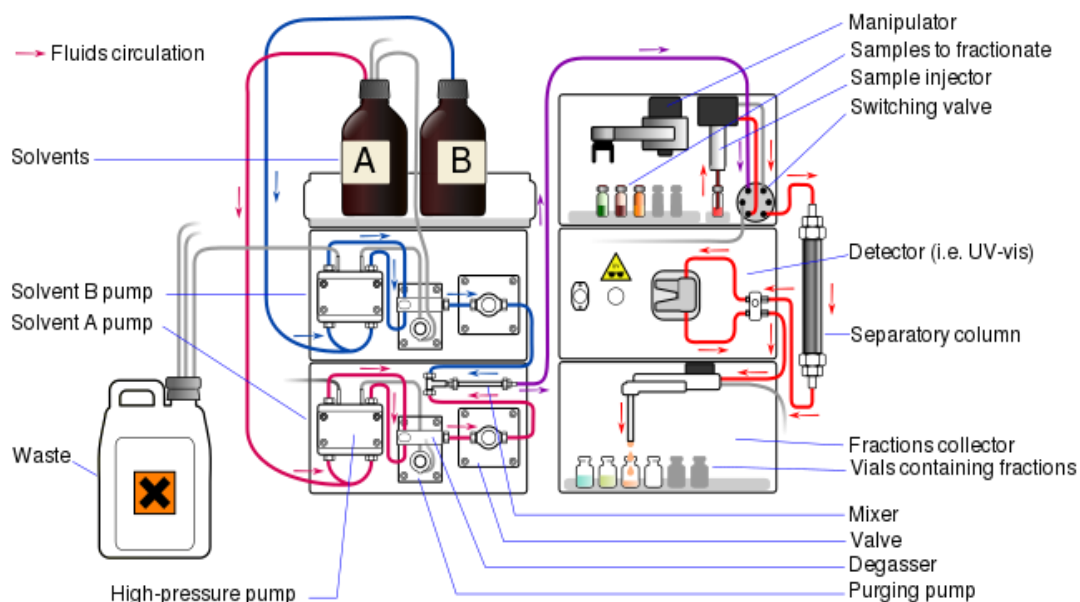 Manipulator
Samples to fractionate
Sample injector
Switching valve
Fluids circulation
Solvents
A
B
Detector (i.e. UV-vis)
Solvent B pump
Solvent A pump
Separatory column
Waste
Fractions collector
Vials containing fractions
Mixer
Valve
Degasser
Purging pump
High-pressure pump